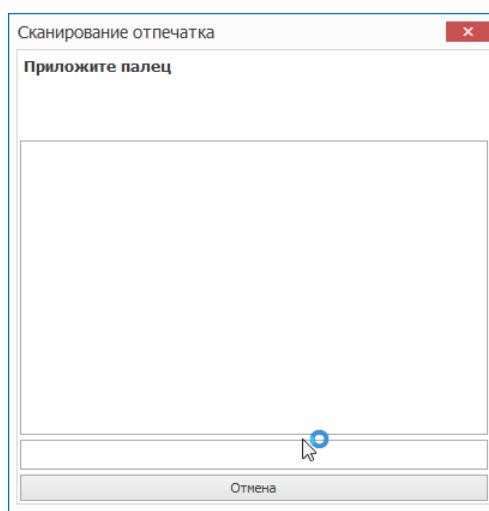 Сканирование отпечатка
Приложите палец
Отмена